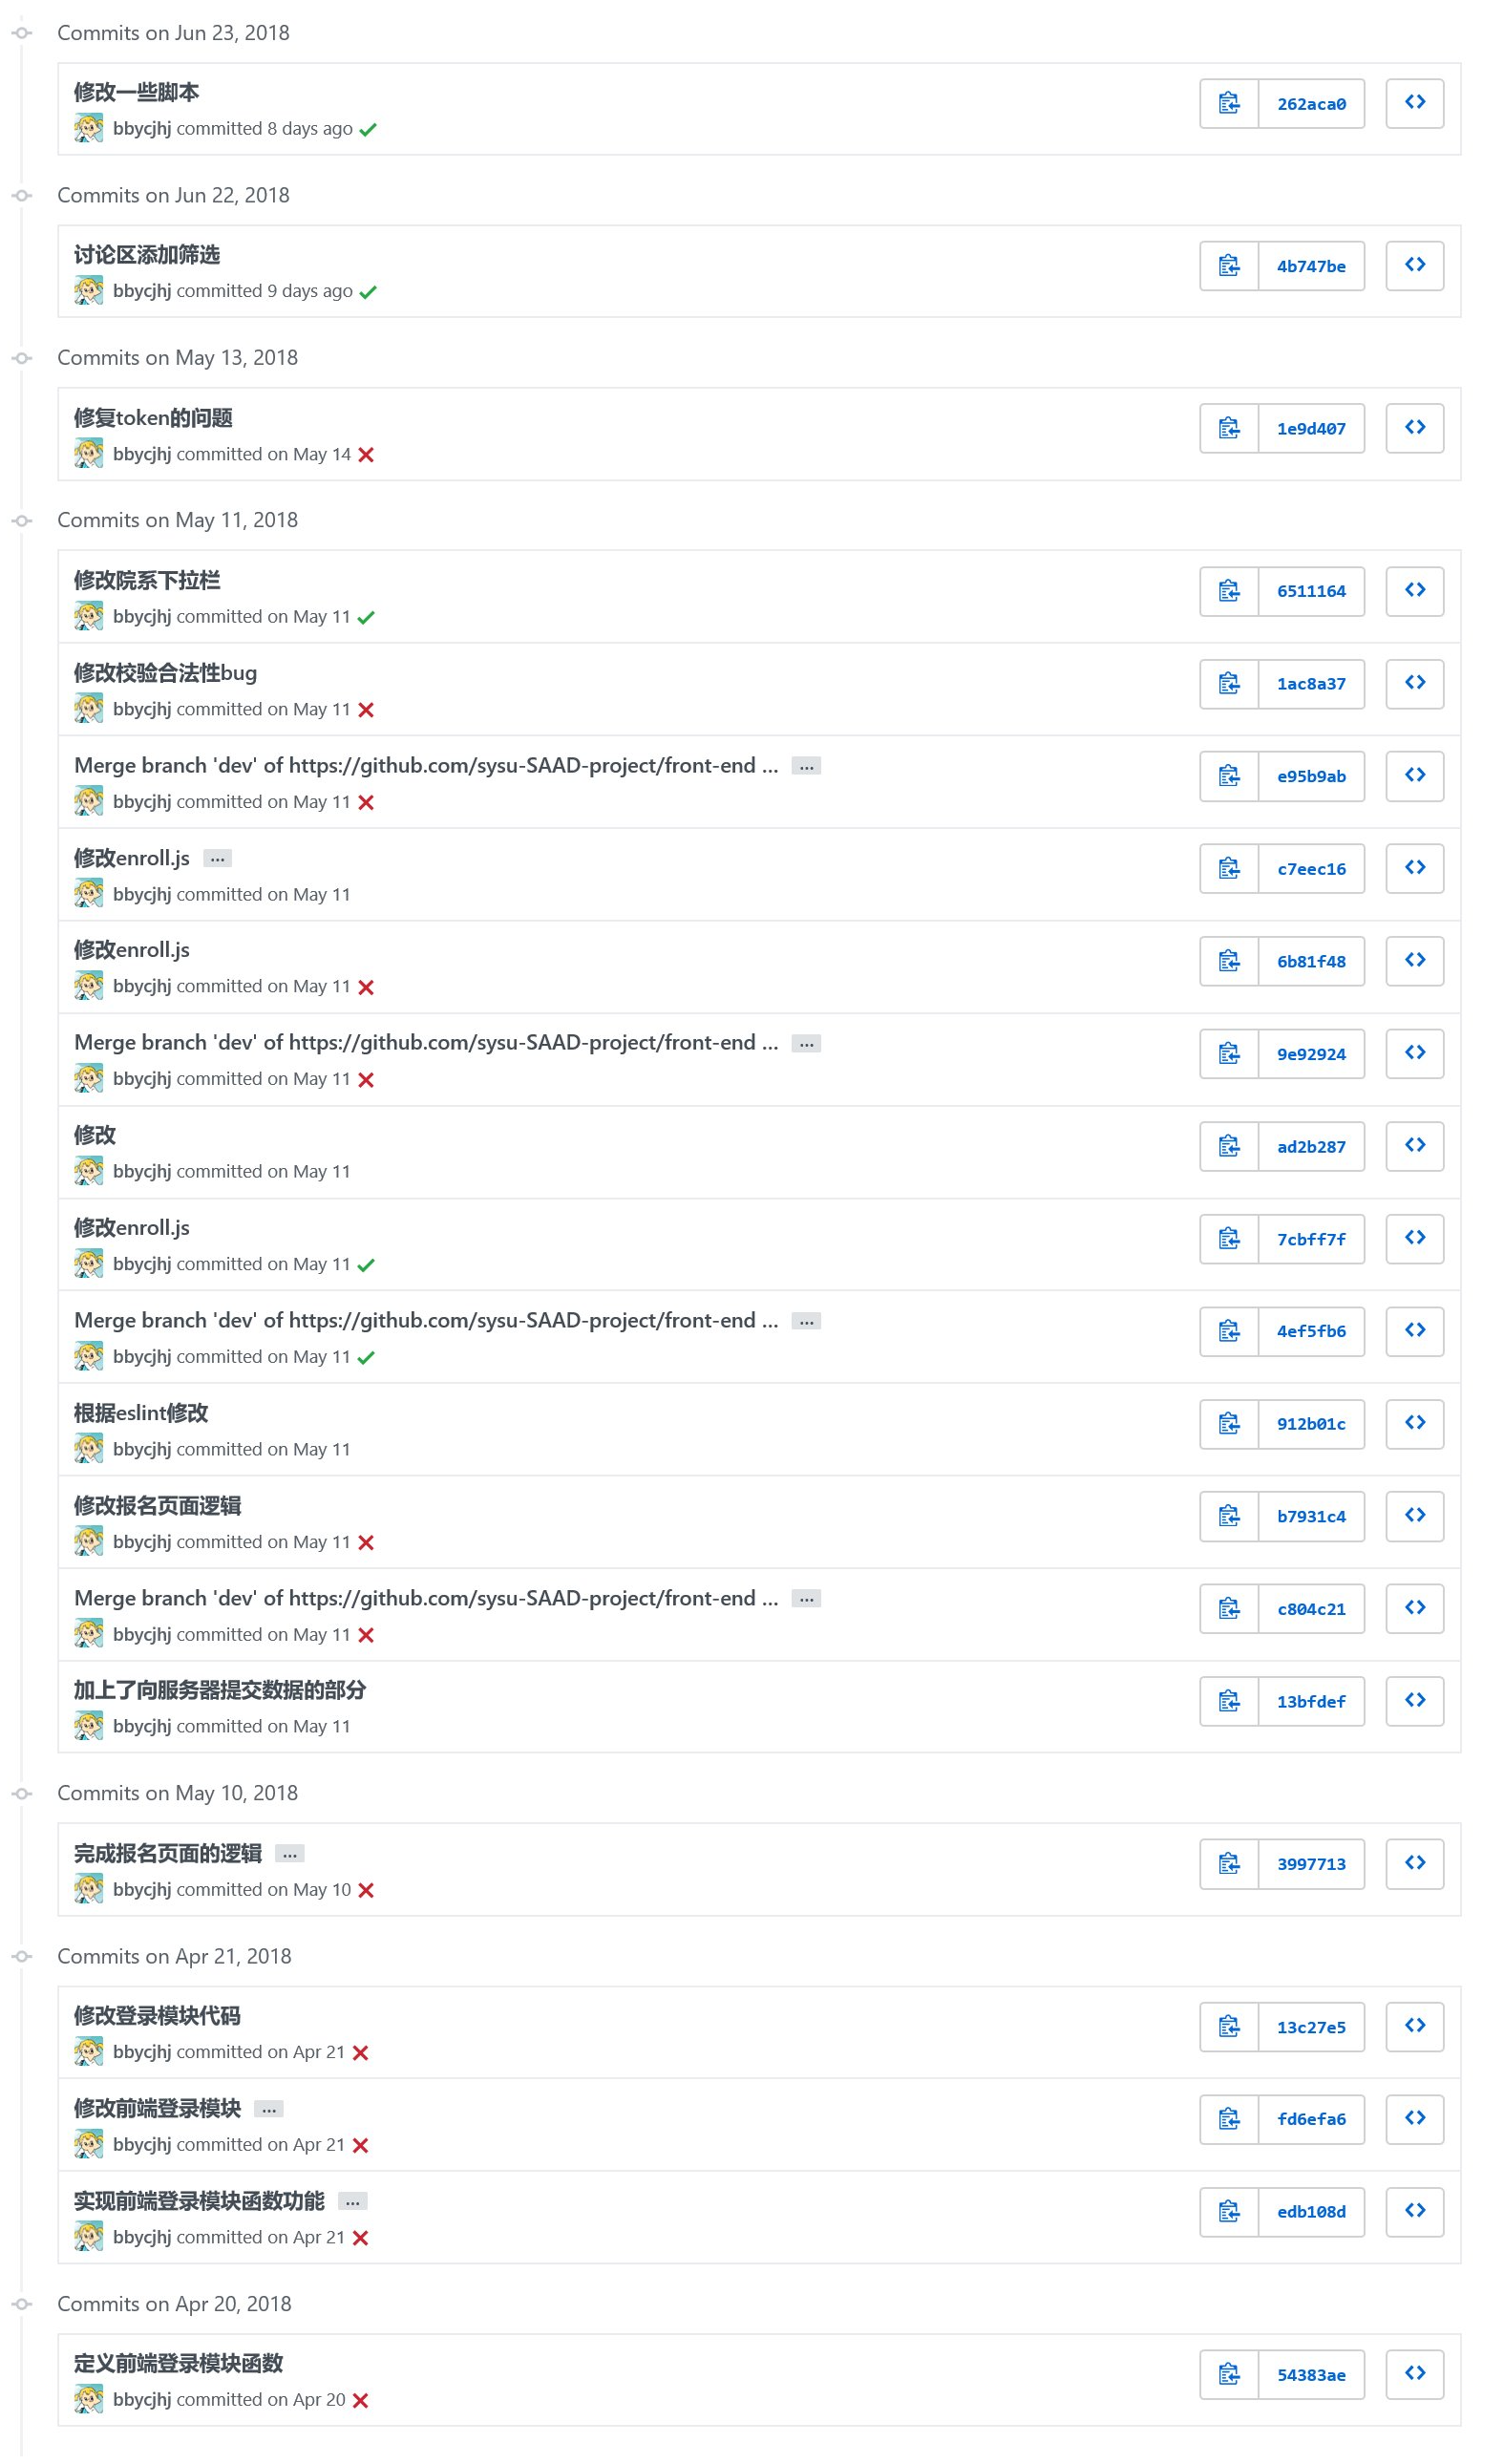 Commits on Jun 23, 2018
修改一些脚本
262aca0
bbycjhj committed 8 days ago
Commits on Jun 22, 2018
讨论区添加筛选
4b747be
bbycjhj committed 9 days ago
Commits on May 13, 2018
修复token的问题
1e9d407
bbycjhj committed on May 14
Commits on May 11, 2018
修改院系下拉栏
6511164
bbycjhj committed on May 11
修改校验合法性bug
1ac8a37
bbycjhj committed on May 11
Merge branch 'dev' of https://github.com/sysu-SAAD-project/front-end ... …
e95b9ab
bbycjhj committed on May 11
修改enroll.js …
c7eec16
bbycjhj committed on May 11
修改enroll.js
6b81f48
bbycjhj committed on May 11
Merge branch 'dev' of https://github.com/sysu-SAAD-project/front-end ... …
9e92924
bbycjhj committed on May 11
修改
ad2b287
bbycjhj committed on May 11
修改enroll.js
7cbff7f
bbycjhj committed on May 11
Merge branch 'dev' of https://github.com/sysu-SAAD-project/front-end ... …
4ef5fb6
bbycjhj committed on May 11
根据eslint修改
912b01c
bbycjhj committed on May 11
修改报名页面逻辑
b7931c4
bbycjhj committed on May 11
Merge branch 'dev' of https://github.com/sysu-SAAD-project/front-end ... …
c804c21
bbycjhj committed on May 11
加上了向服务器提交数据的部分
13bfdef
bbycjhj committed on May 11
Commits on May 10, 2018
完成报名页面的逻辑 …
3997713
bbycjhj committed on May 10
Commits on Apr 21, 2018
修改登录模块代码
13c27e5
bbycjhj committed on Apr 21
修改前端登录模块 …
fd6efa6
bbycjhj committed on Apr 21
实现前端登录模块函数功能 …
edb108d
bbycjhj committed on Apr 21
Commits on Apr 20, 2018
定义前端登录模块函数
54383ae
bbycjhj committed on Apr 20